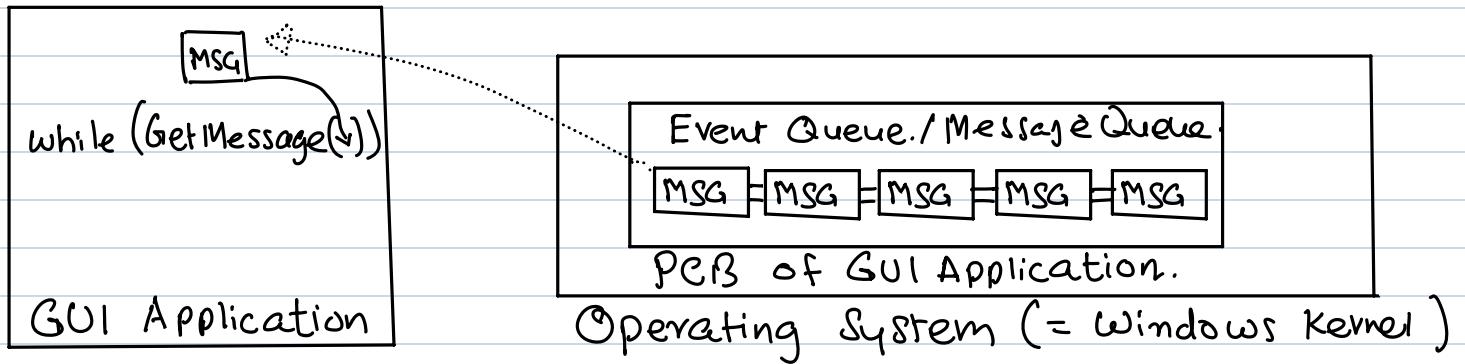 MSG
while (GetMessage( ))
GUI Application
Event Queue./Message Queue.
MSG MSG MSG MSG MSG
PCB of GUI Application.
Operating System (= Windows Kernel)